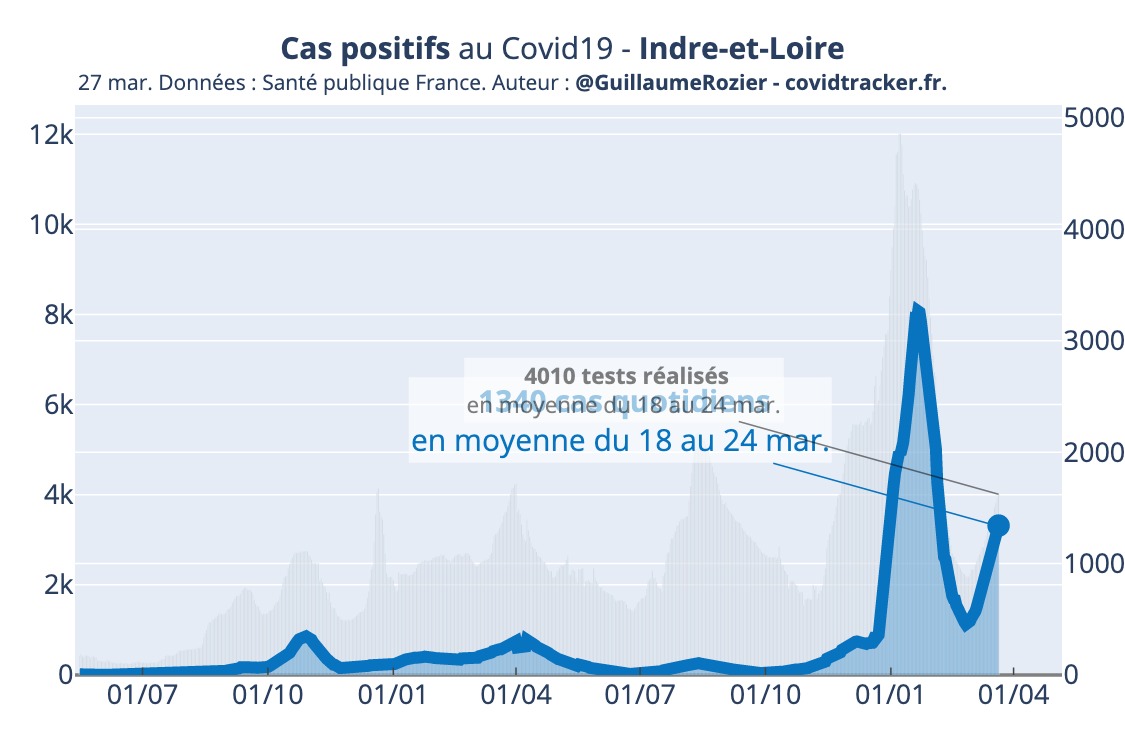 Cas positifs au Covid19 - Indre-et-Loire
27 mar. Données : Santé publique France. Auteur : @GuillaumeRozier - covidtracker.fr.
12k
10k
8k
6k
4k
2k
0
5000
4000
3000
2000
1000
0
4010 tests réalisés
en moyenne du 18 au 24 mar.
1340 cas quotidiens
en moyenne du 18 au 24 mar.
01/07
01/10
01/01
01/04
01/07
01/10
01/01
01/04